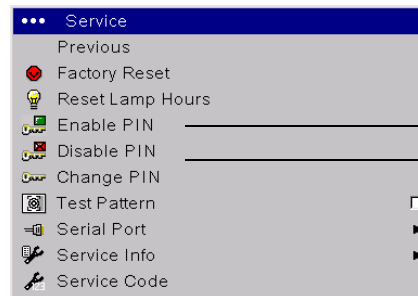 Service
Previous
Factory Reset
Reset Lamp Hours
Enable PIN
Disable PIN
Change PIN
Test Pattern
Serial Port
Service Info
Service Code